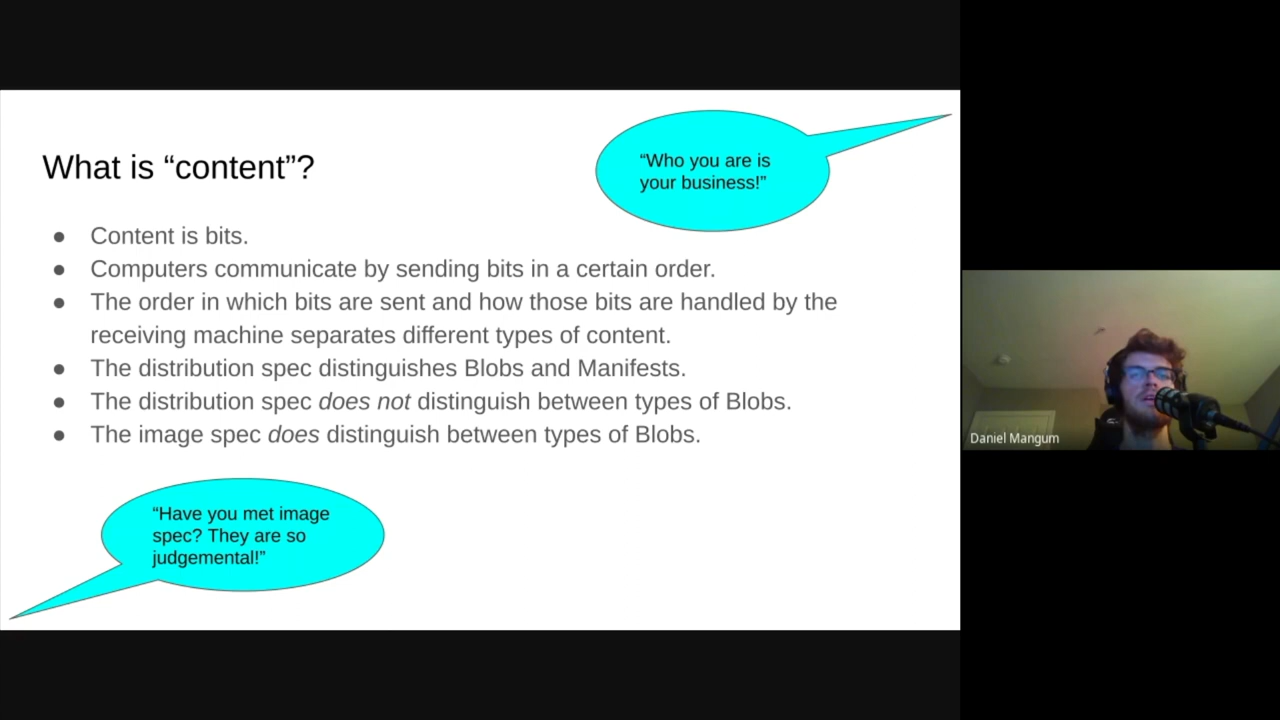 What is “content”?
“Who you are is
your business!”
● Content is bits.
● Computers communicate by sending bits in a certain order.
● The order in which bits are sent and how those bits are handled by the
receiving machine separates different types of content.
● The distribution spec distinguishes Blobs and Manifests.
● The distribution spec does not distinguish between types of Blobs.
● The image spec does distinguish between types of Blobs.
“Have you met image
spec? They are so
judgemental!”
Daniel Mangum